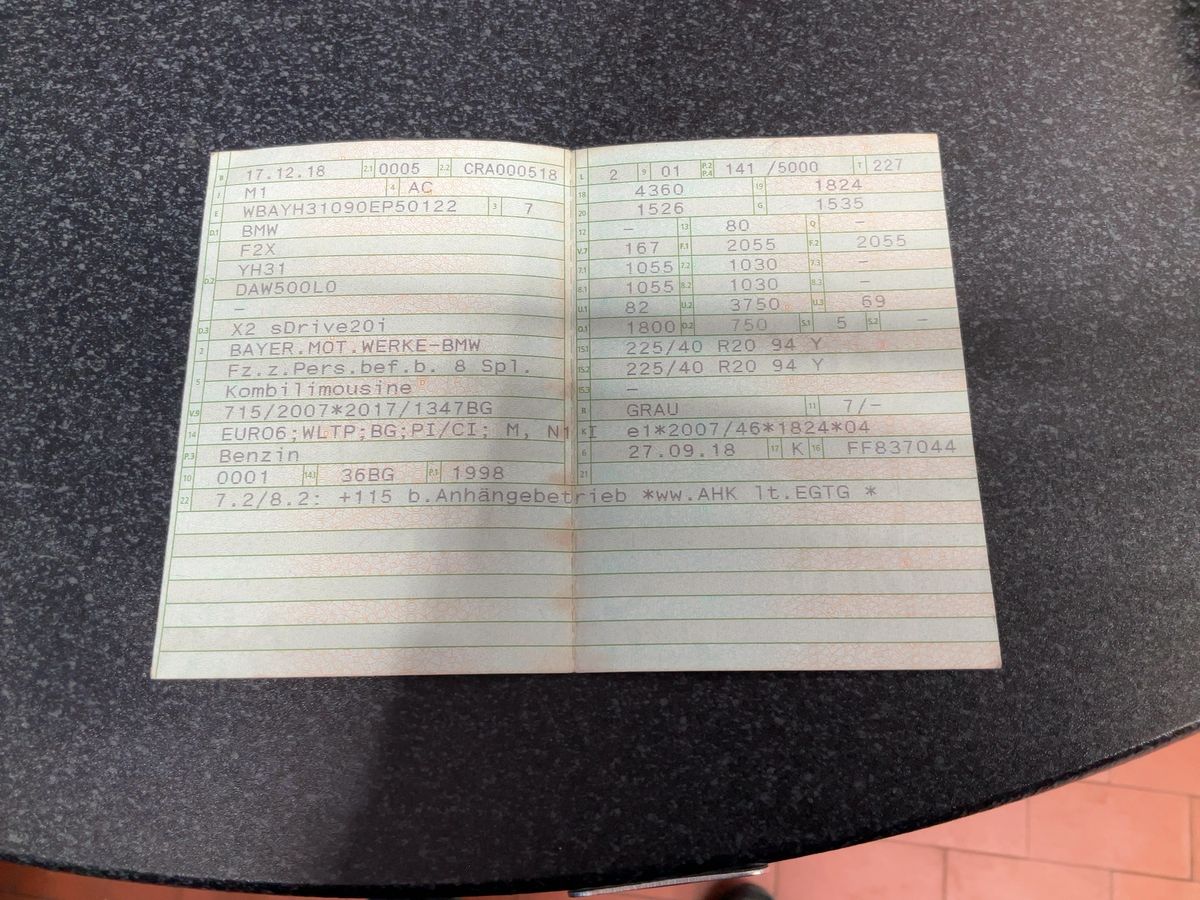 B 17.12.18 2.1 0005 2.2 CRA000518
J M1 4 AC
E WBAYH31090EP50122 3 7
D.1 BMW
F2X
D.2 YH31
DAW500L0
–
D.3 X2 sDrive20i
2 BAYER.MOT.WERKE-BMW
5 Fz.z.Pers.bef.b. 8 Spl.
Kombilimousine
V.9 715/2007*2017/1347BG
14 EURO6;WLTP;BG;PI/CI; M, N1 I
P.3 Benzin
10 0001 14.1 36BG P.1 1998
22 7.2/8.2: +115 b.Anhängebetrieb *ww.AHK lt.EGTG *
L 2 9 01 P.2 P.4 141 /5000 T 227
18 4360 19 1824
20 1526 G 1535
12 – 13 80 Q –
V.7 167 F.1 2055 F.2 2055
7.1 1055 7.2 1030 7.3 –
8.1 1055 8.2 1030 8.3 –
U.1 82 U.2 3750 U.3 69
O.1 1800 O.2 750 S.1 5 S.2 –
15.1 225/40 R20 94 Y
15.2 225/40 R20 94 Y
15.3 –
R GRAU 11 7/–
K e1*2007/46*1824*04
6 27.09.18 17 K 16 FF837044
21